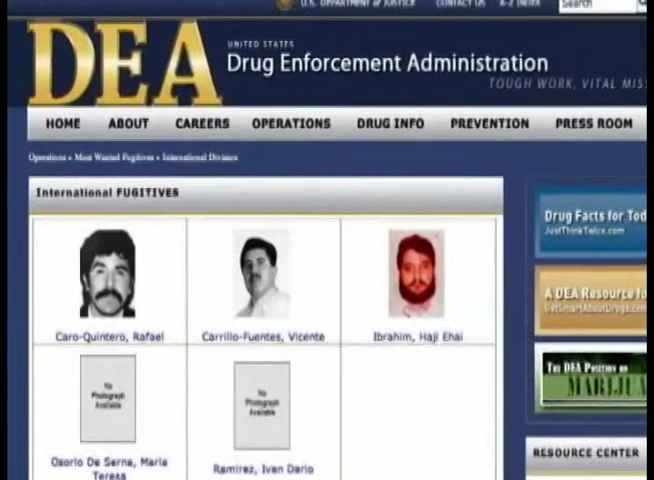 U.S. DEPARTMENT of JUSTICE CONTACT US A-Z INDEX Search
DEA
UNITED STATES
Drug Enforcement Administration
TOUGH WORK, VITAL MIS
HOME ABOUT CAREERS OPERATIONS DRUG INFO PREVENTION PRESS ROOM
Operations » Most Wanted Fugitives » International Division
International FUGITIVES
Caro-Quintero, Rafael
Carrillo-Fuentes, Vicente
Ibrahim, Haji Ehai
No
Photograph
Available
No
Photograph
Available
Osorio De Serna, Maria
Teresa
Ramirez, Ivan Dario
Drug Facts for Tod
JustThinkTwice.com
A DEA Resource fo
GetSmartAboutDrugs.com
THE DEA POSITION ON
MARIJUA
RESOURCE CENTER